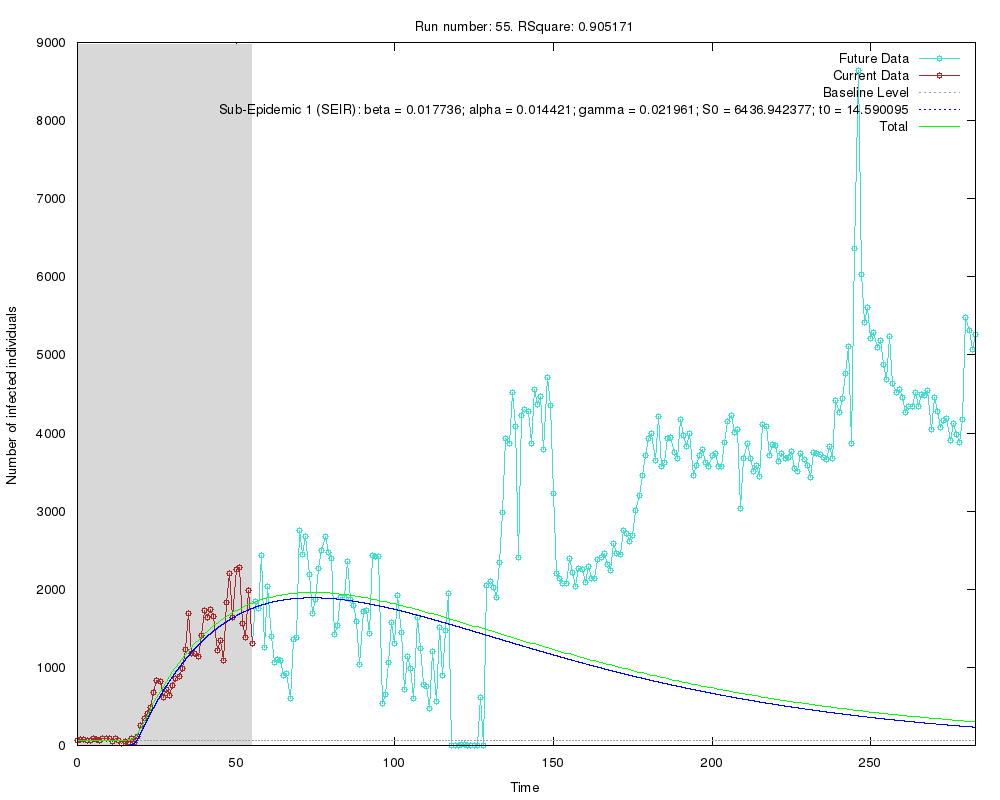 Run number: 55. RSquare: 0.905171
Number of infected individuals
9000
8000
7000
6000
5000
4000
3000
2000
1000
0
Future Data
Current Data
Baseline Level
Sub-Epidemic 1 (SEIR): beta = 0.017736; alpha = 0.014421; gamma = 0.021961; S0 = 6436.942377; t0 = 14.590095
Total
0 50 100 150 200 250
Time